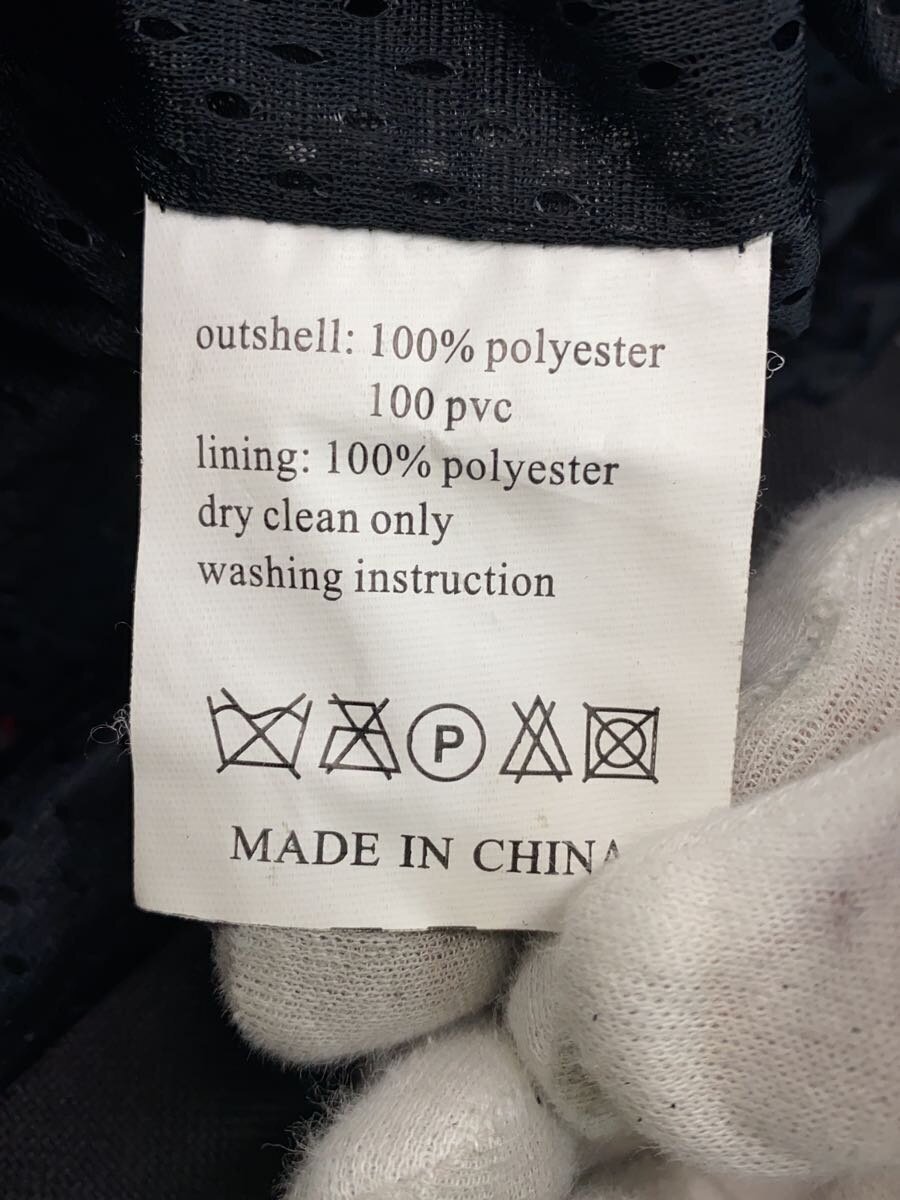 outshell: 100% polyester
100 pvc
lining: 100% polyester
dry clean only
washing instruction
P
MADE IN CHINA